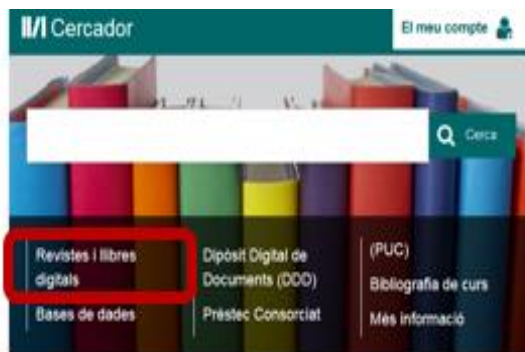 Cercador
El meu compte
Cerca
Revistes i llibres
digitals
Bases de dades
Dipòsit Digital de
Documents (DDD)
Préstec Consorciat
(PUC)
Bibliografia de curs
Més informació